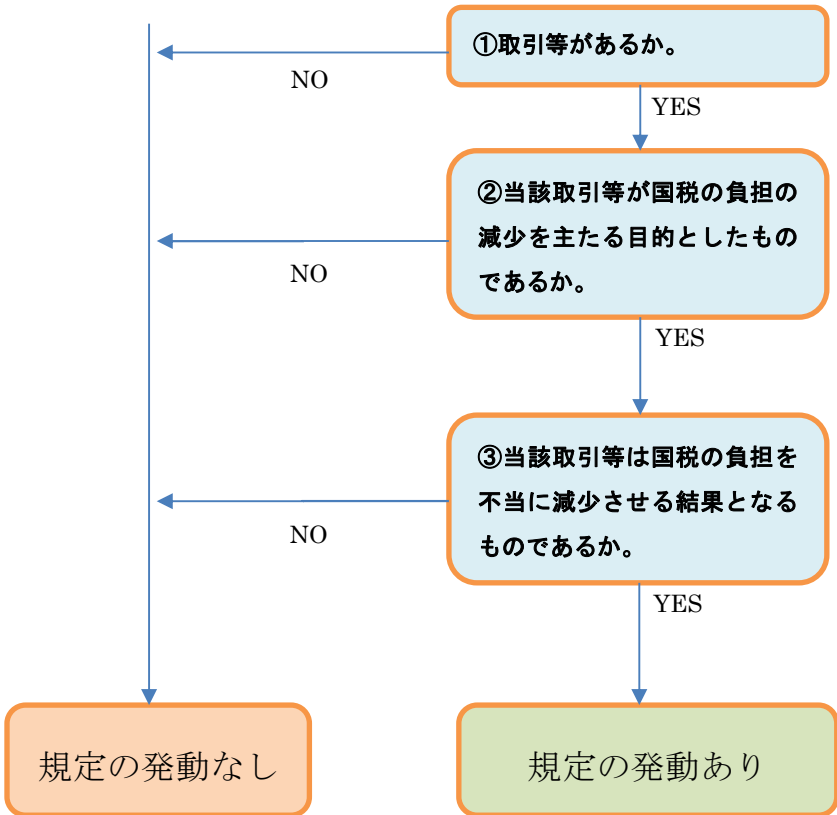 ①取引等があるか。
NO
YES
②当該取引等が国税の負担の
減少を主たる目的としたもの
であるか。
NO
YES
③当該取引等は国税の負担を
不当に減少させる結果となる
ものであるか。
NO
YES
規定の発動なし
規定の発動あり